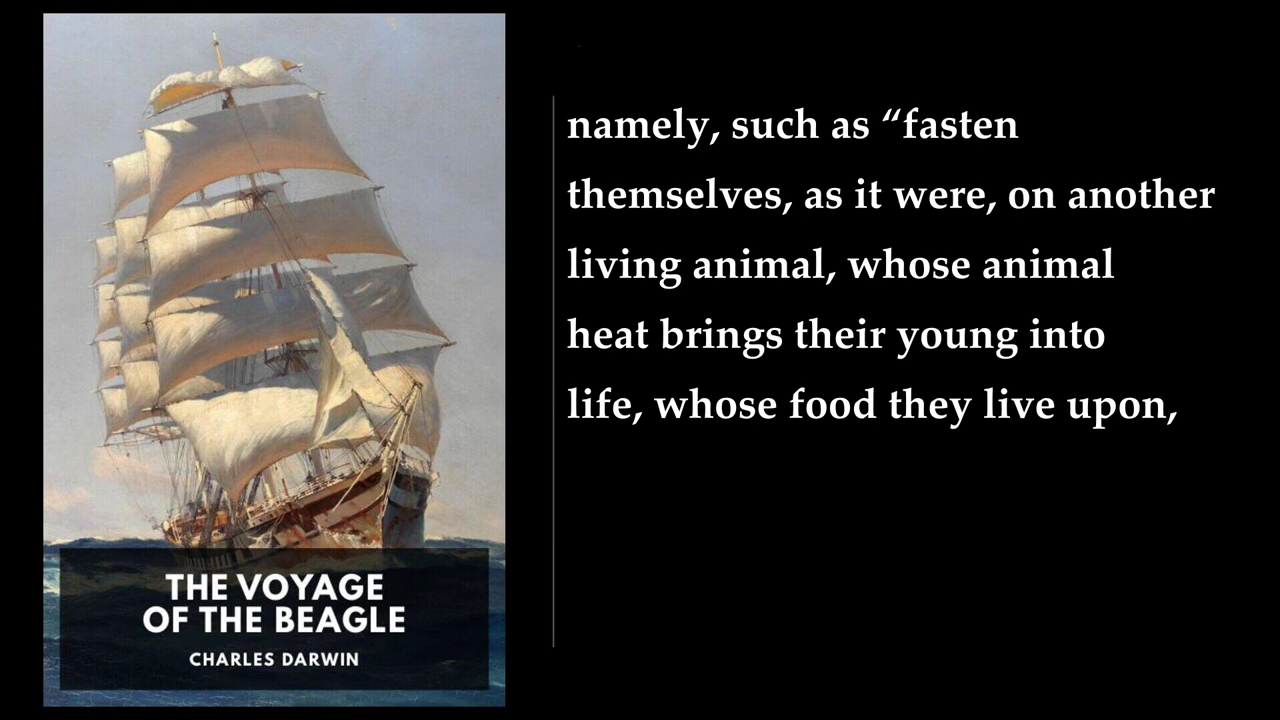 THE VOYAGE
OF THE BEAGLE
CHARLES DARWIN
namely, such as “fasten
themselves, as it were, on another
living animal, whose animal
heat brings their young into
life, whose food they live upon,